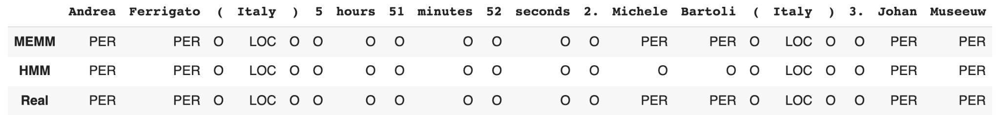 Andrea Ferrigato ( Italy ) 5 hours 51 minutes 52 seconds 2. Michele Bartoli ( Italy ) 3. Johan Museeuw
MEMM PER PER O LOC O O O O O O O O PER PER O LOC O O PER PER
HMM PER PER O LOC O O O O O O O O O O O LOC O O PER PER
Real PER PER O LOC O O O O O O O O PER PER O LOC O O PER PER